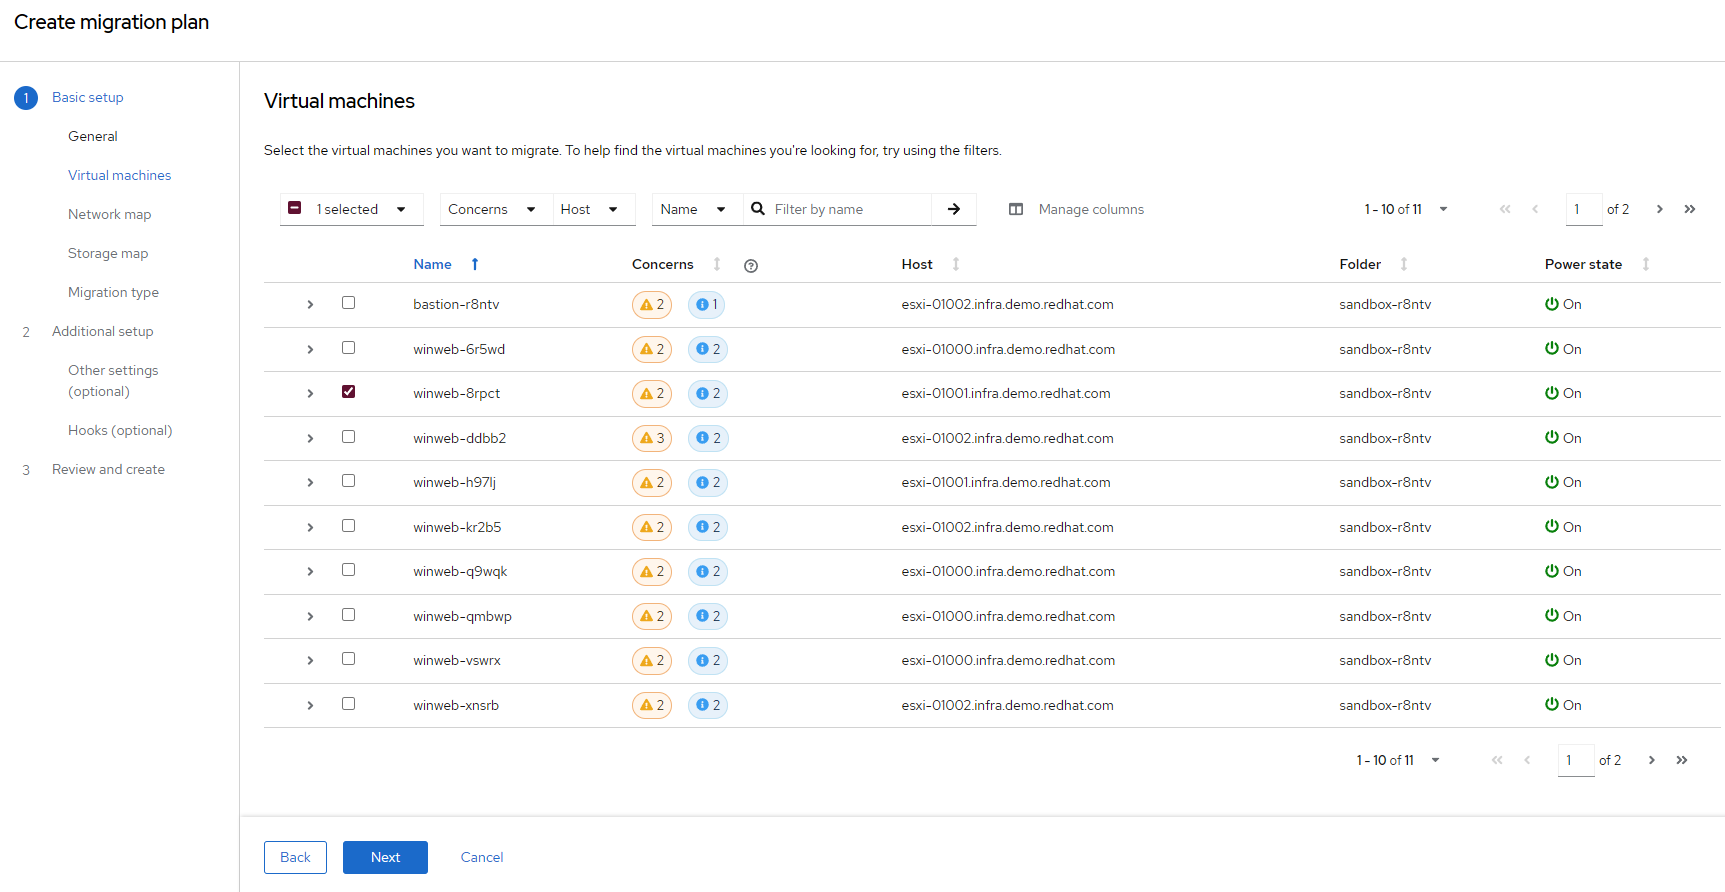 Create migration plan
1 Basic setup
General
Virtual machines
Network map
Storage map
Migration type
2 Additional setup
Other settings
(optional)
Hooks (optional)
3 Review and create
Virtual machines
Select the virtual machines you want to migrate. To help find the virtual machines you're looking for, try using the filters.
1 selected Concerns Host Name Filter by name Manage columns 1 - 10 of 11 1 of 2
Name Concerns Host Folder Power state
bastion-r8ntv 2 1 esxi-01002.infra.demo.redhat.com sandbox-r8ntv On
winweb-6r5wd 2 2 esxi-01000.infra.demo.redhat.com sandbox-r8ntv On
winweb-8rpct 2 2 esxi-01001.infra.demo.redhat.com sandbox-r8ntv On
winweb-ddbb2 3 2 esxi-01002.infra.demo.redhat.com sandbox-r8ntv On
winweb-h97lj 2 2 esxi-01001.infra.demo.redhat.com sandbox-r8ntv On
winweb-kr2b5 2 2 esxi-01002.infra.demo.redhat.com sandbox-r8ntv On
winweb-q9wqk 2 2 esxi-01000.infra.demo.redhat.com sandbox-r8ntv On
winweb-qmbwp 2 2 esxi-01000.infra.demo.redhat.com sandbox-r8ntv On
winweb-vswrx 2 2 esxi-01000.infra.demo.redhat.com sandbox-r8ntv On
winweb-xnsrb 2 2 esxi-01002.infra.demo.redhat.com sandbox-r8ntv On
1 - 10 of 11 1 of 2
Back Next Cancel